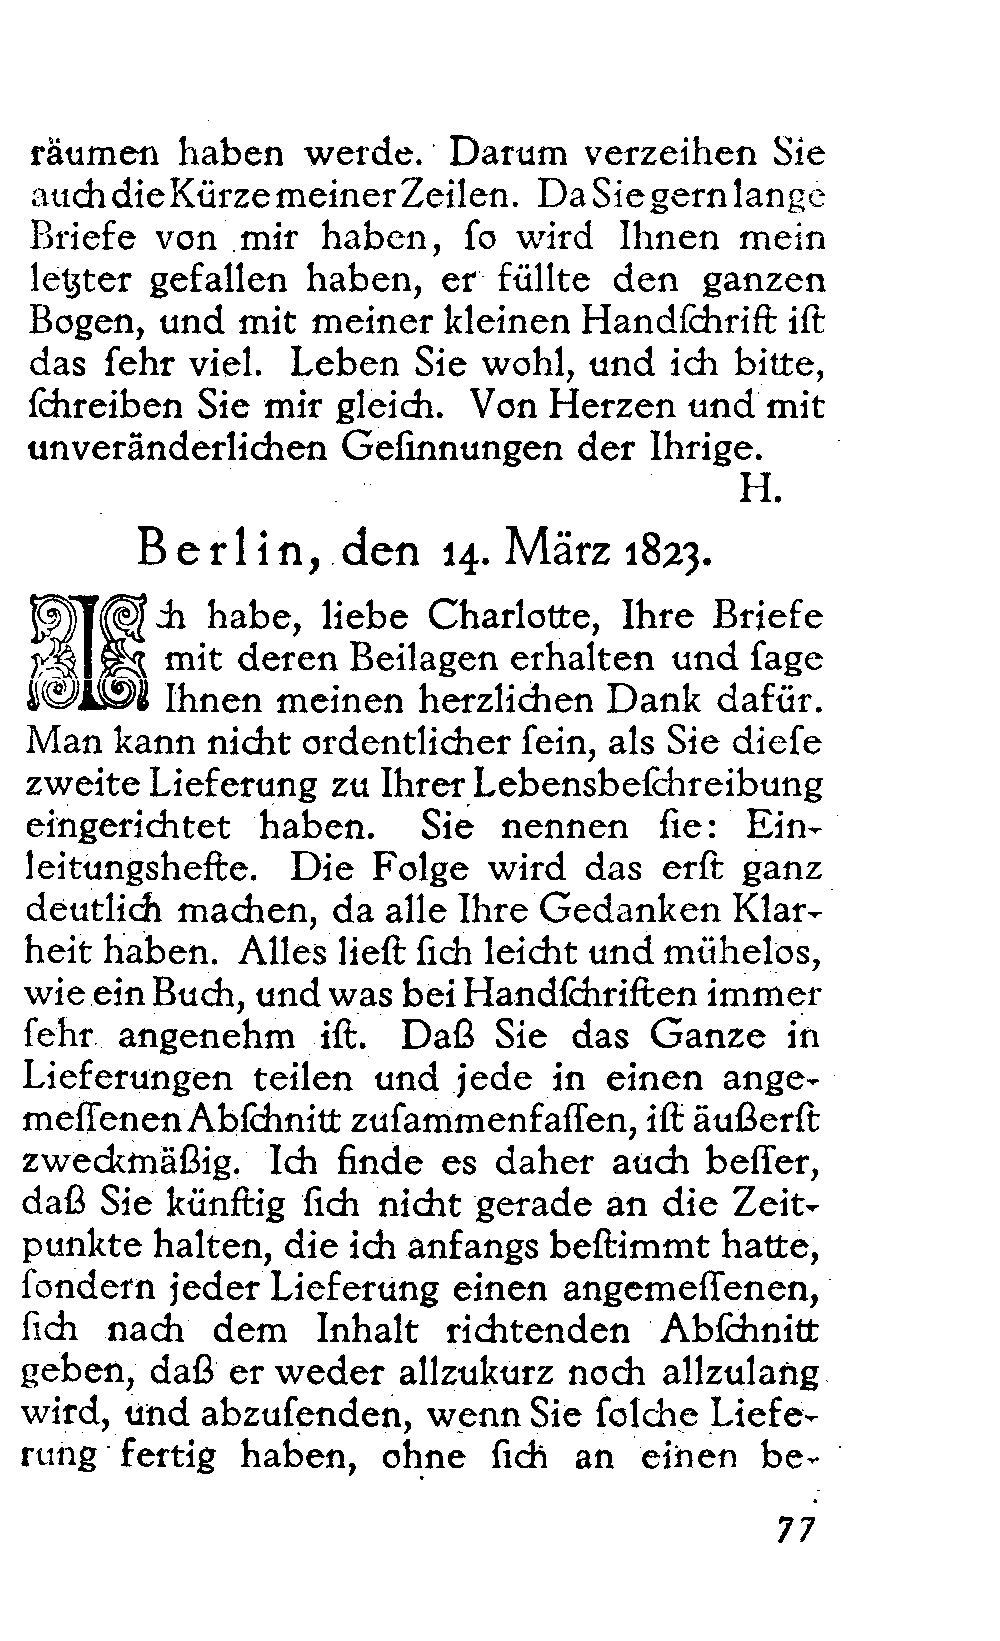 räumen haben werde. Darum verzeihen Sie
auch die Kürze meiner Zeilen. Da Sie gern lange
Briefe von mir haben, ſo wird Ihnen mein
letzter gefallen haben, er füllte den ganzen
Bogen, und mit meiner kleinen Handſchrift iſt
das ſehr viel. Leben Sie wohl, und ich bitte,
ſchreiben Sie mir gleich. Von Herzen und mit
unveränderlichen Geſinnungen der Ihrige.
H.
Berlin, den 14. März 1823.
Ich habe, liebe Charlotte, Ihre Briefe
mit deren Beilagen erhalten und ſage
Ihnen meinen herzlichen Dank dafür.
Man kann nicht ordentlicher ſein, als Sie dieſe
zweite Lieferung zu Ihrer Lebensbeſchreibung
eingerichtet haben. Sie nennen ſie: Ein-
leitungshefte. Die Folge wird das erſt ganz
deutlich machen, da alle Ihre Gedanken Klar-
heit haben. Alles lieſt ſich leicht und mühelos,
wie ein Buch, und was bei Handſchriften immer
ſehr angenehm iſt. Daß Sie das Ganze in
Lieferungen teilen und jede in einen ange-
meſſenen Abſchnitt zuſammenfaſſen, iſt äußerſt
zweckmäßig. Ich finde es daher auch beſſer,
daß Sie künftig ſich nicht gerade an die Zeit-
punkte halten, die ich anfangs beſtimmt hatte,
ſondern jeder Lieferung einen angemeſſenen,
ſich nach dem Inhalt richtenden Abſchnitt
geben, daß er weder allzukurz noch allzulang
wird, und abzuſenden, wenn Sie ſolche Liefe-
rung fertig haben, ohne ſich an einen be-
77